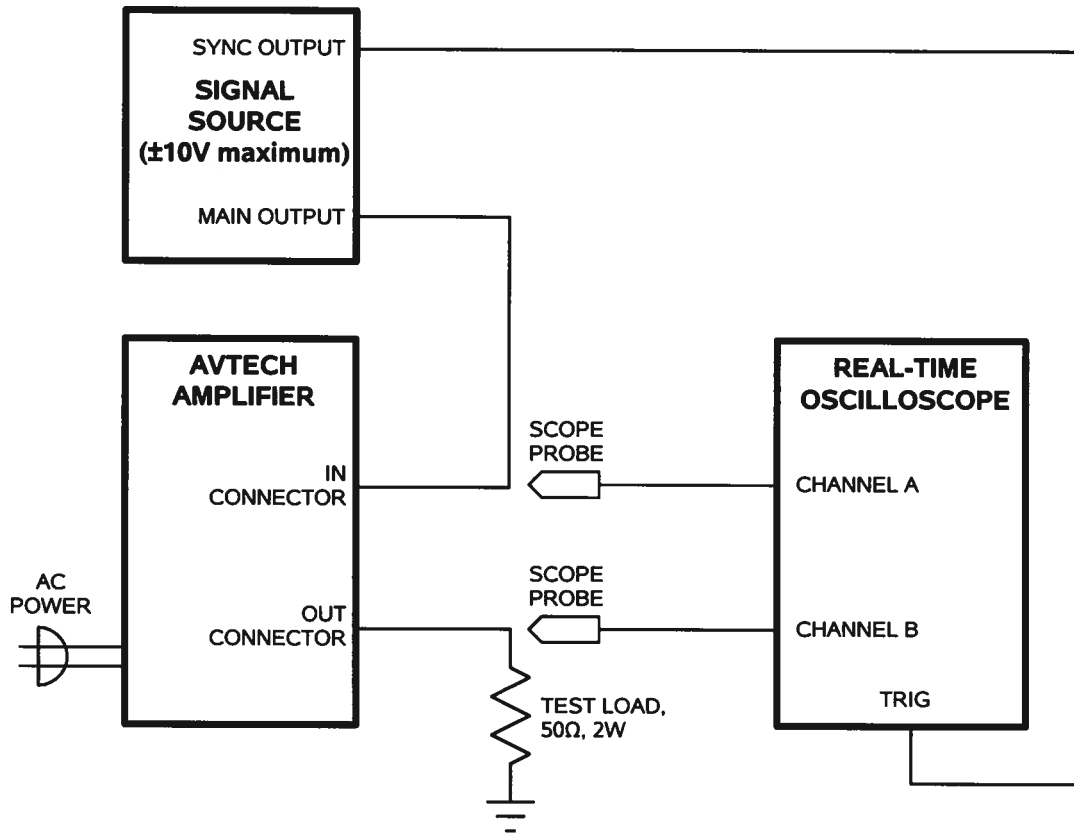 SYNC OUTPUT
SIGNAL
SOURCE
(±10V maximum)
MAIN OUTPUT
AVTECH
AMPLIFIER
IN
CONNECTOR
OUT
CONNECTOR
AC
POWER
SCOPE
PROBE
SCOPE
PROBE
TEST LOAD,
50Ω, 2W
REAL-TIME
OSCILLOSCOPE
CHANNEL A
CHANNEL B
TRIG